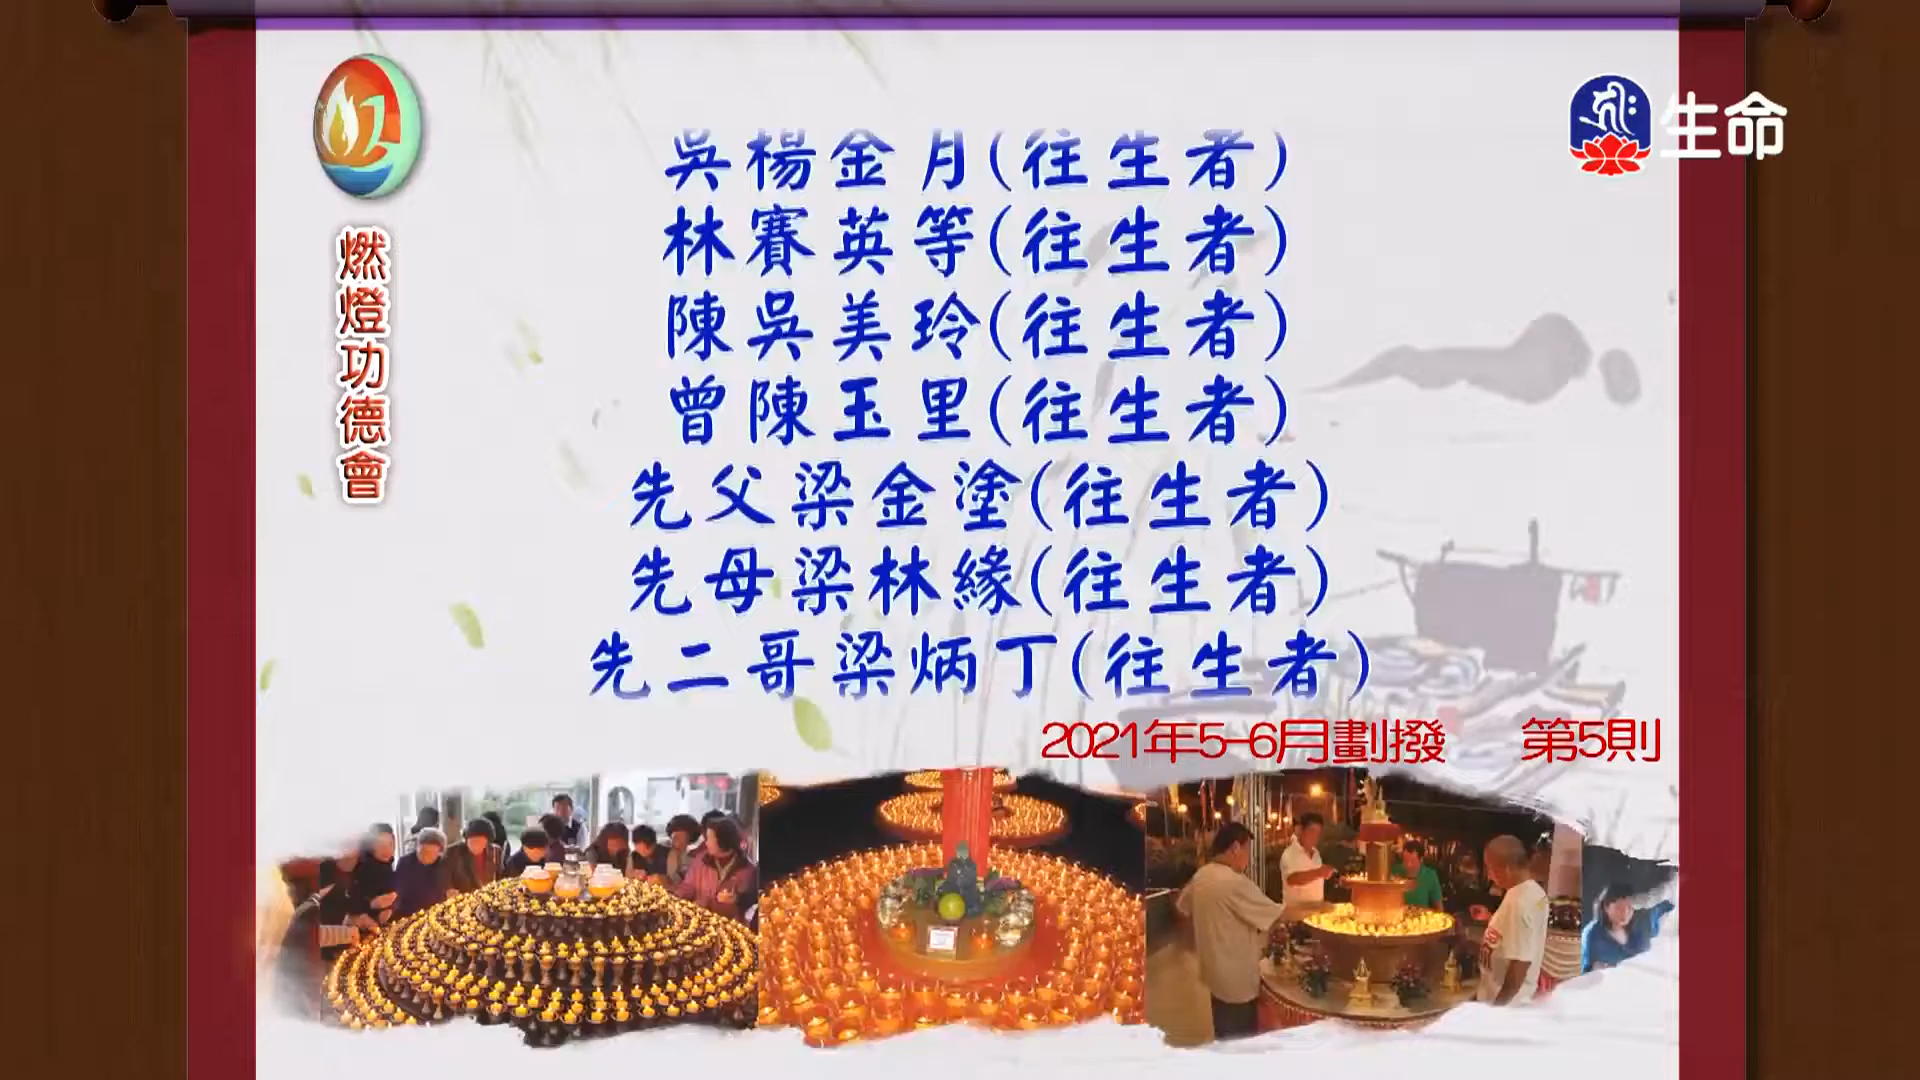 燃燈功德會
生命
吳楊金月(往生者)
林賽英等(往生者)
陳吳美玲(往生者)
曾陳玉里(往生者)
先父梁金塗(往生者)
先母梁林緣(往生者)
先二哥梁炳丁(往生者)
2021年5-6月劃撥 第5則